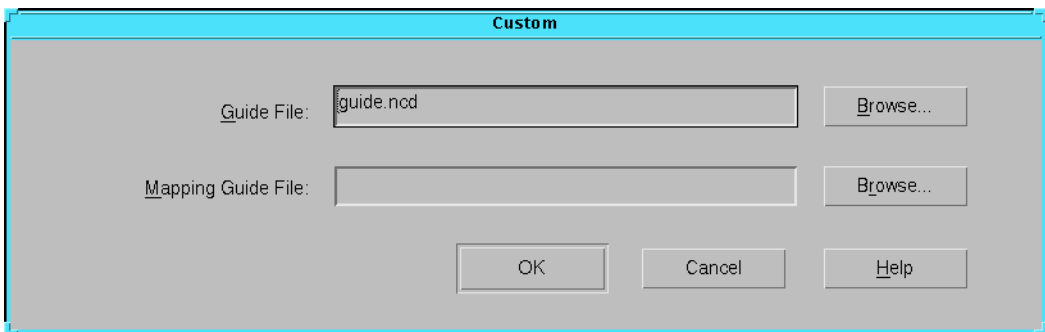 Custom
Guide File: guide.ncd Browse...
Mapping Guide File: Browse...
OK Cancel Help